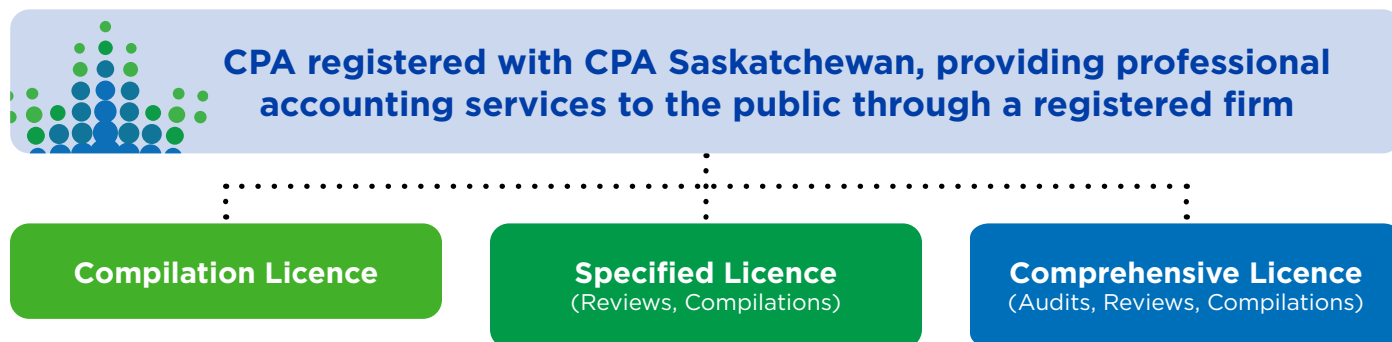 CPA registered with CPA Saskatchewan, providing professional
accounting services to the public through a registered firm
Compilation Licence
Specified Licence
(Reviews, Compilations)
Comprehensive Licence
(Audits, Reviews, Compilations)